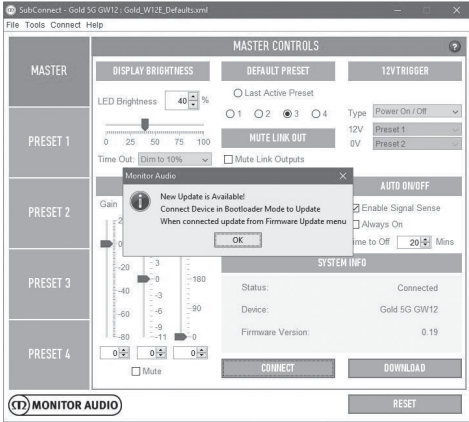 SubConnect - Gold 5G GW12 : Gold_W12E_Defaults.xml
File Tools Connect Help
MASTER CONTROLS
?
MASTER
PRESET 1
PRESET 2
PRESET 3
PRESET 4
DISPLAY BRIGHTNESS
LED Brightness 40 %
0 25 50 75 100
Time Out: Dim to 10%
DEFAULT PRESET
Last Active Preset
1 2 3 4
MUTE LINK OUT
Mute Link Outputs
12V TRIGGER
Type Power On / Off
12V Preset 1
0V Preset 2
Monitor Audio
New Update is Available!
Connect Device in Bootloader Mode to Update
When connected update from Firmware Update menu
OK
Gain
0
-20
-40
-60
-80
3
0
-3
-6
-9
-11
180
90
0
0 0 0
Mute
AUTO ON/OFF
Enable Signal Sense
Always On
Time to Off 20 Mins
SYSTEM INFO
Status: Connected
Device: Gold 5G GW12
Firmware Version: 0.19
CONNECT
DOWNLOAD
MONITOR AUDIO
RESET